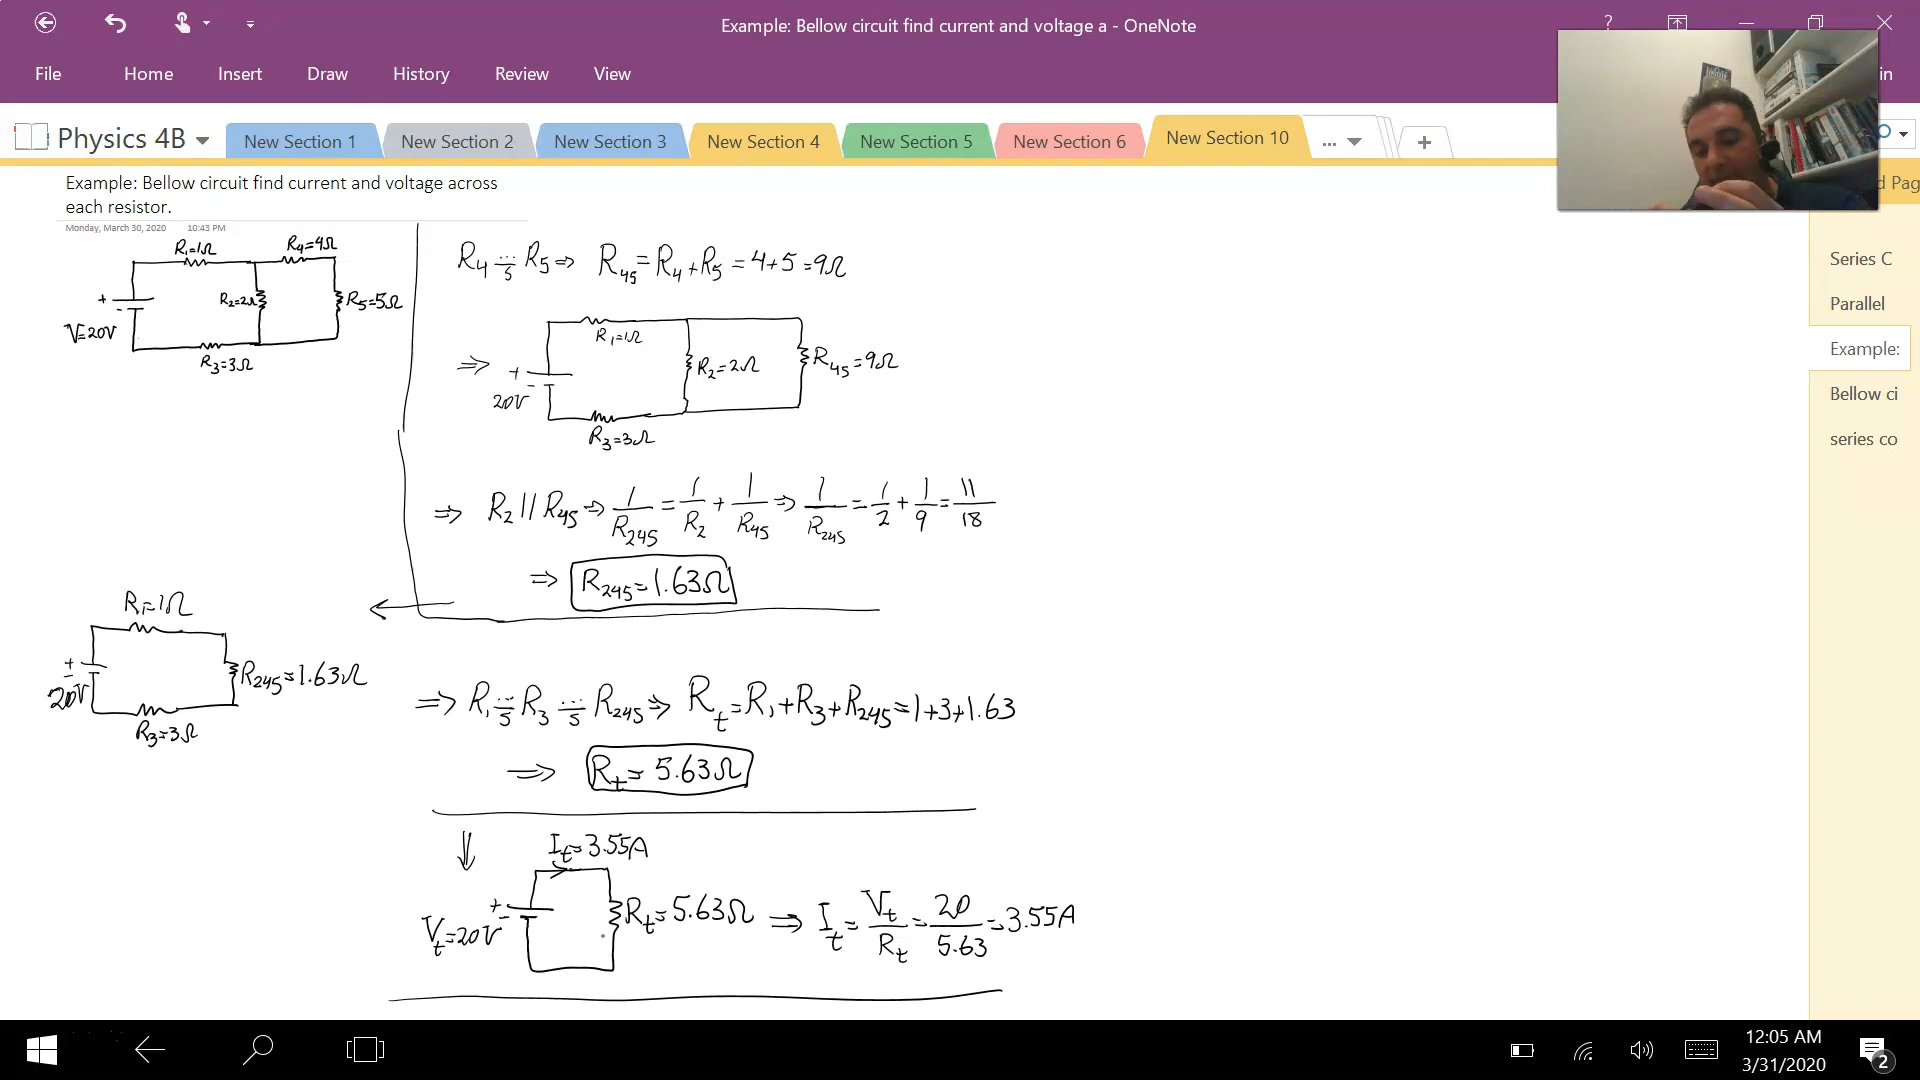 Example: Bellow circuit find current and voltage a - OneNote
?
File Home Insert Draw History Review View
in
Physics 4B
New Section 1 New Section 2 New Section 3 New Section 4 New Section 5 New Section 6 New Section 10 ... +
d Pag
Series C
Parallel
Example:
Bellow ci
series co
Example: Bellow circuit find current and voltage across
each resistor.
Monday, March 30, 2020 10:43 PM
R₁=1Ω R₄=4Ω
R₂=2Ω R₅=5Ω
+
-
V=20V
R₃=3Ω
R₄ ÷s R₅ ⇒ R₄₅ = R₄ + R₅ = 4+5 = 9Ω
R₁=1Ω
⇒ + - 20V R₂=2Ω R₄₅=9Ω
R₃=3Ω
⇒ R₂ // R₄₅ ⇒ 1/R₂₄₅ = 1/R₂ + 1/R₄₅ ⇒ 1/R₂₄₅ = 1/2 + 1/9 = 11/18
⇒ R₂₄₅=1.63Ω
R₁=1Ω
+ - 20V R₂₄₅=1.63Ω
R₃=3Ω
⇒ R₁ ÷s R₃ ÷s R₂₄₅ ⇒ Rt = R₁+R₃+R₂₄₅ = 1+3+1.63
⇒ Rt = 5.63Ω
It=3.55A
+ - Vt=20V Rt=5.63Ω ⇒ It = Vt/Rt = 20/5.63 = 3.55A
12:05 AM
3/31/2020
2